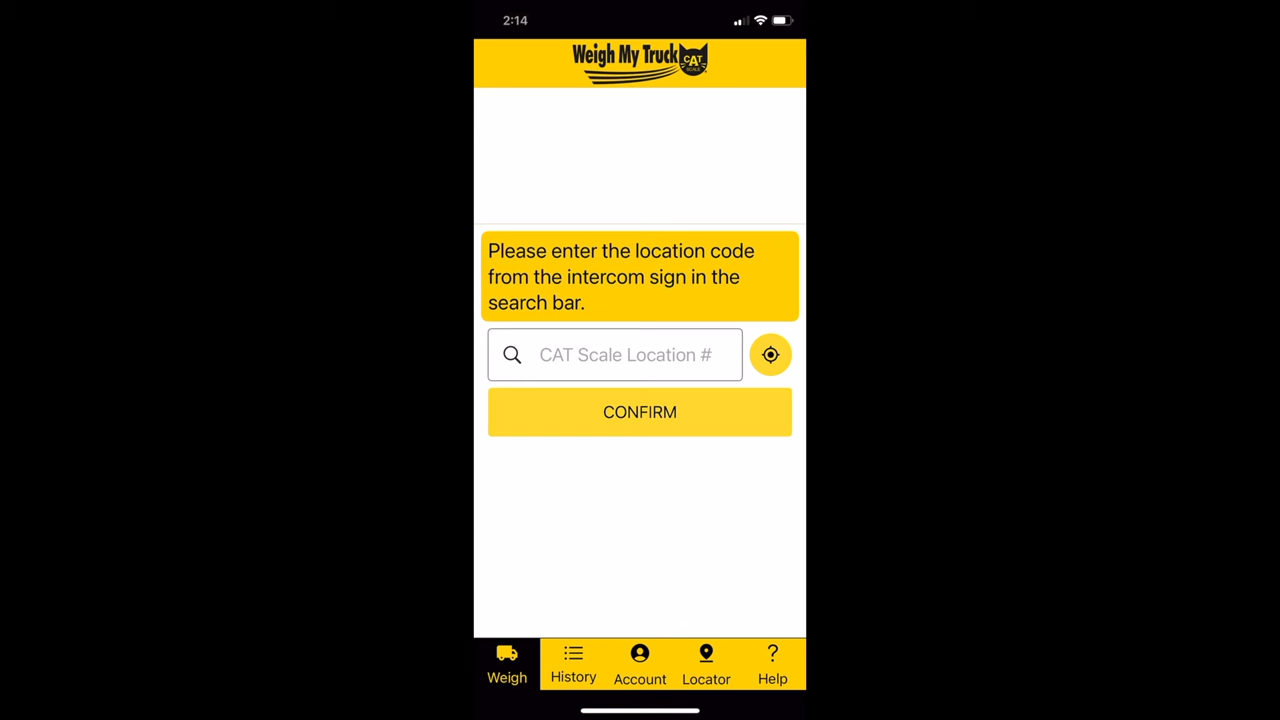 2:14
Weigh My Truck
CAT
SCALE
Please enter the location code
from the intercom sign in the
search bar.
CAT Scale Location #
CONFIRM
Weigh
History
Account
Locator
Help